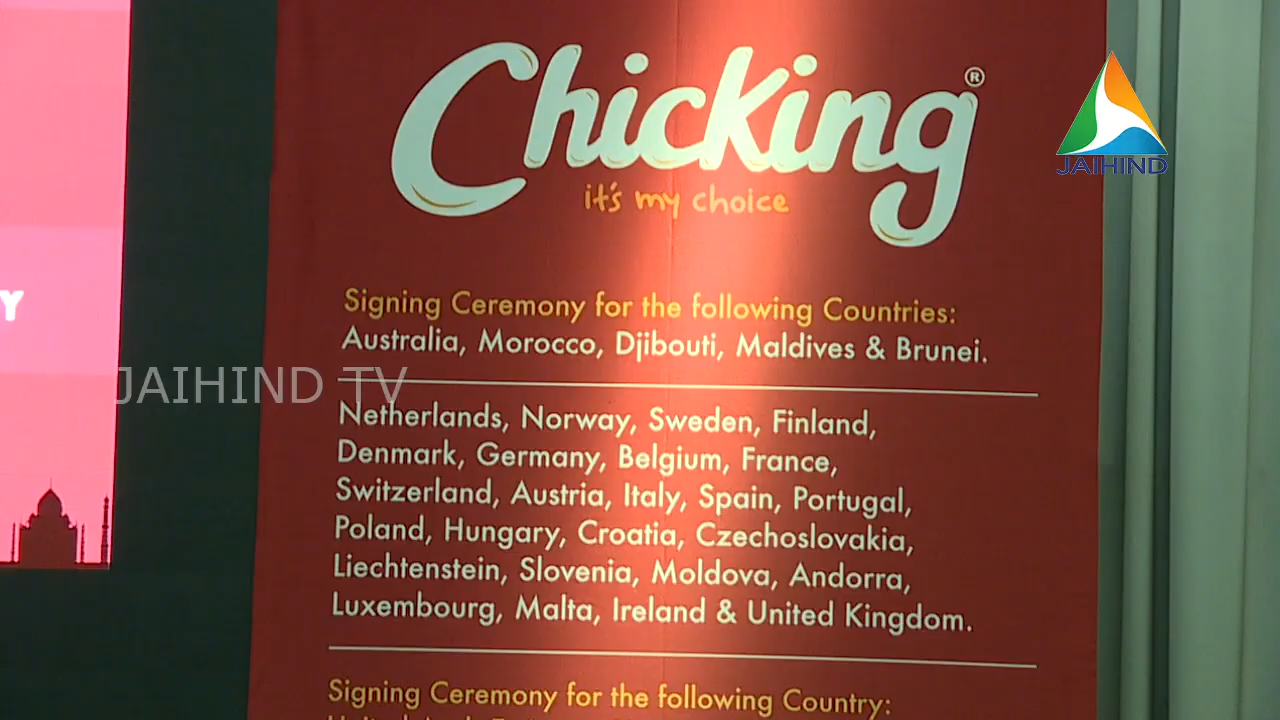 Chicking®
it's my choice
JAIHIND
Signing Ceremony for the following Countries:
Australia, Morocco, Djibouti, Maldives & Brunei.
Y
JAIHIND TV
Netherlands, Norway, Sweden, Finland,
Denmark, Germany, Belgium, France,
Switzerland, Austria, Italy, Spain, Portugal,
Poland, Hungary, Croatia, Czechoslovakia,
Liechtenstein, Slovenia, Moldova, Andorra,
Luxembourg, Malta, Ireland & United Kingdom.
Signing Ceremony for the following Country: